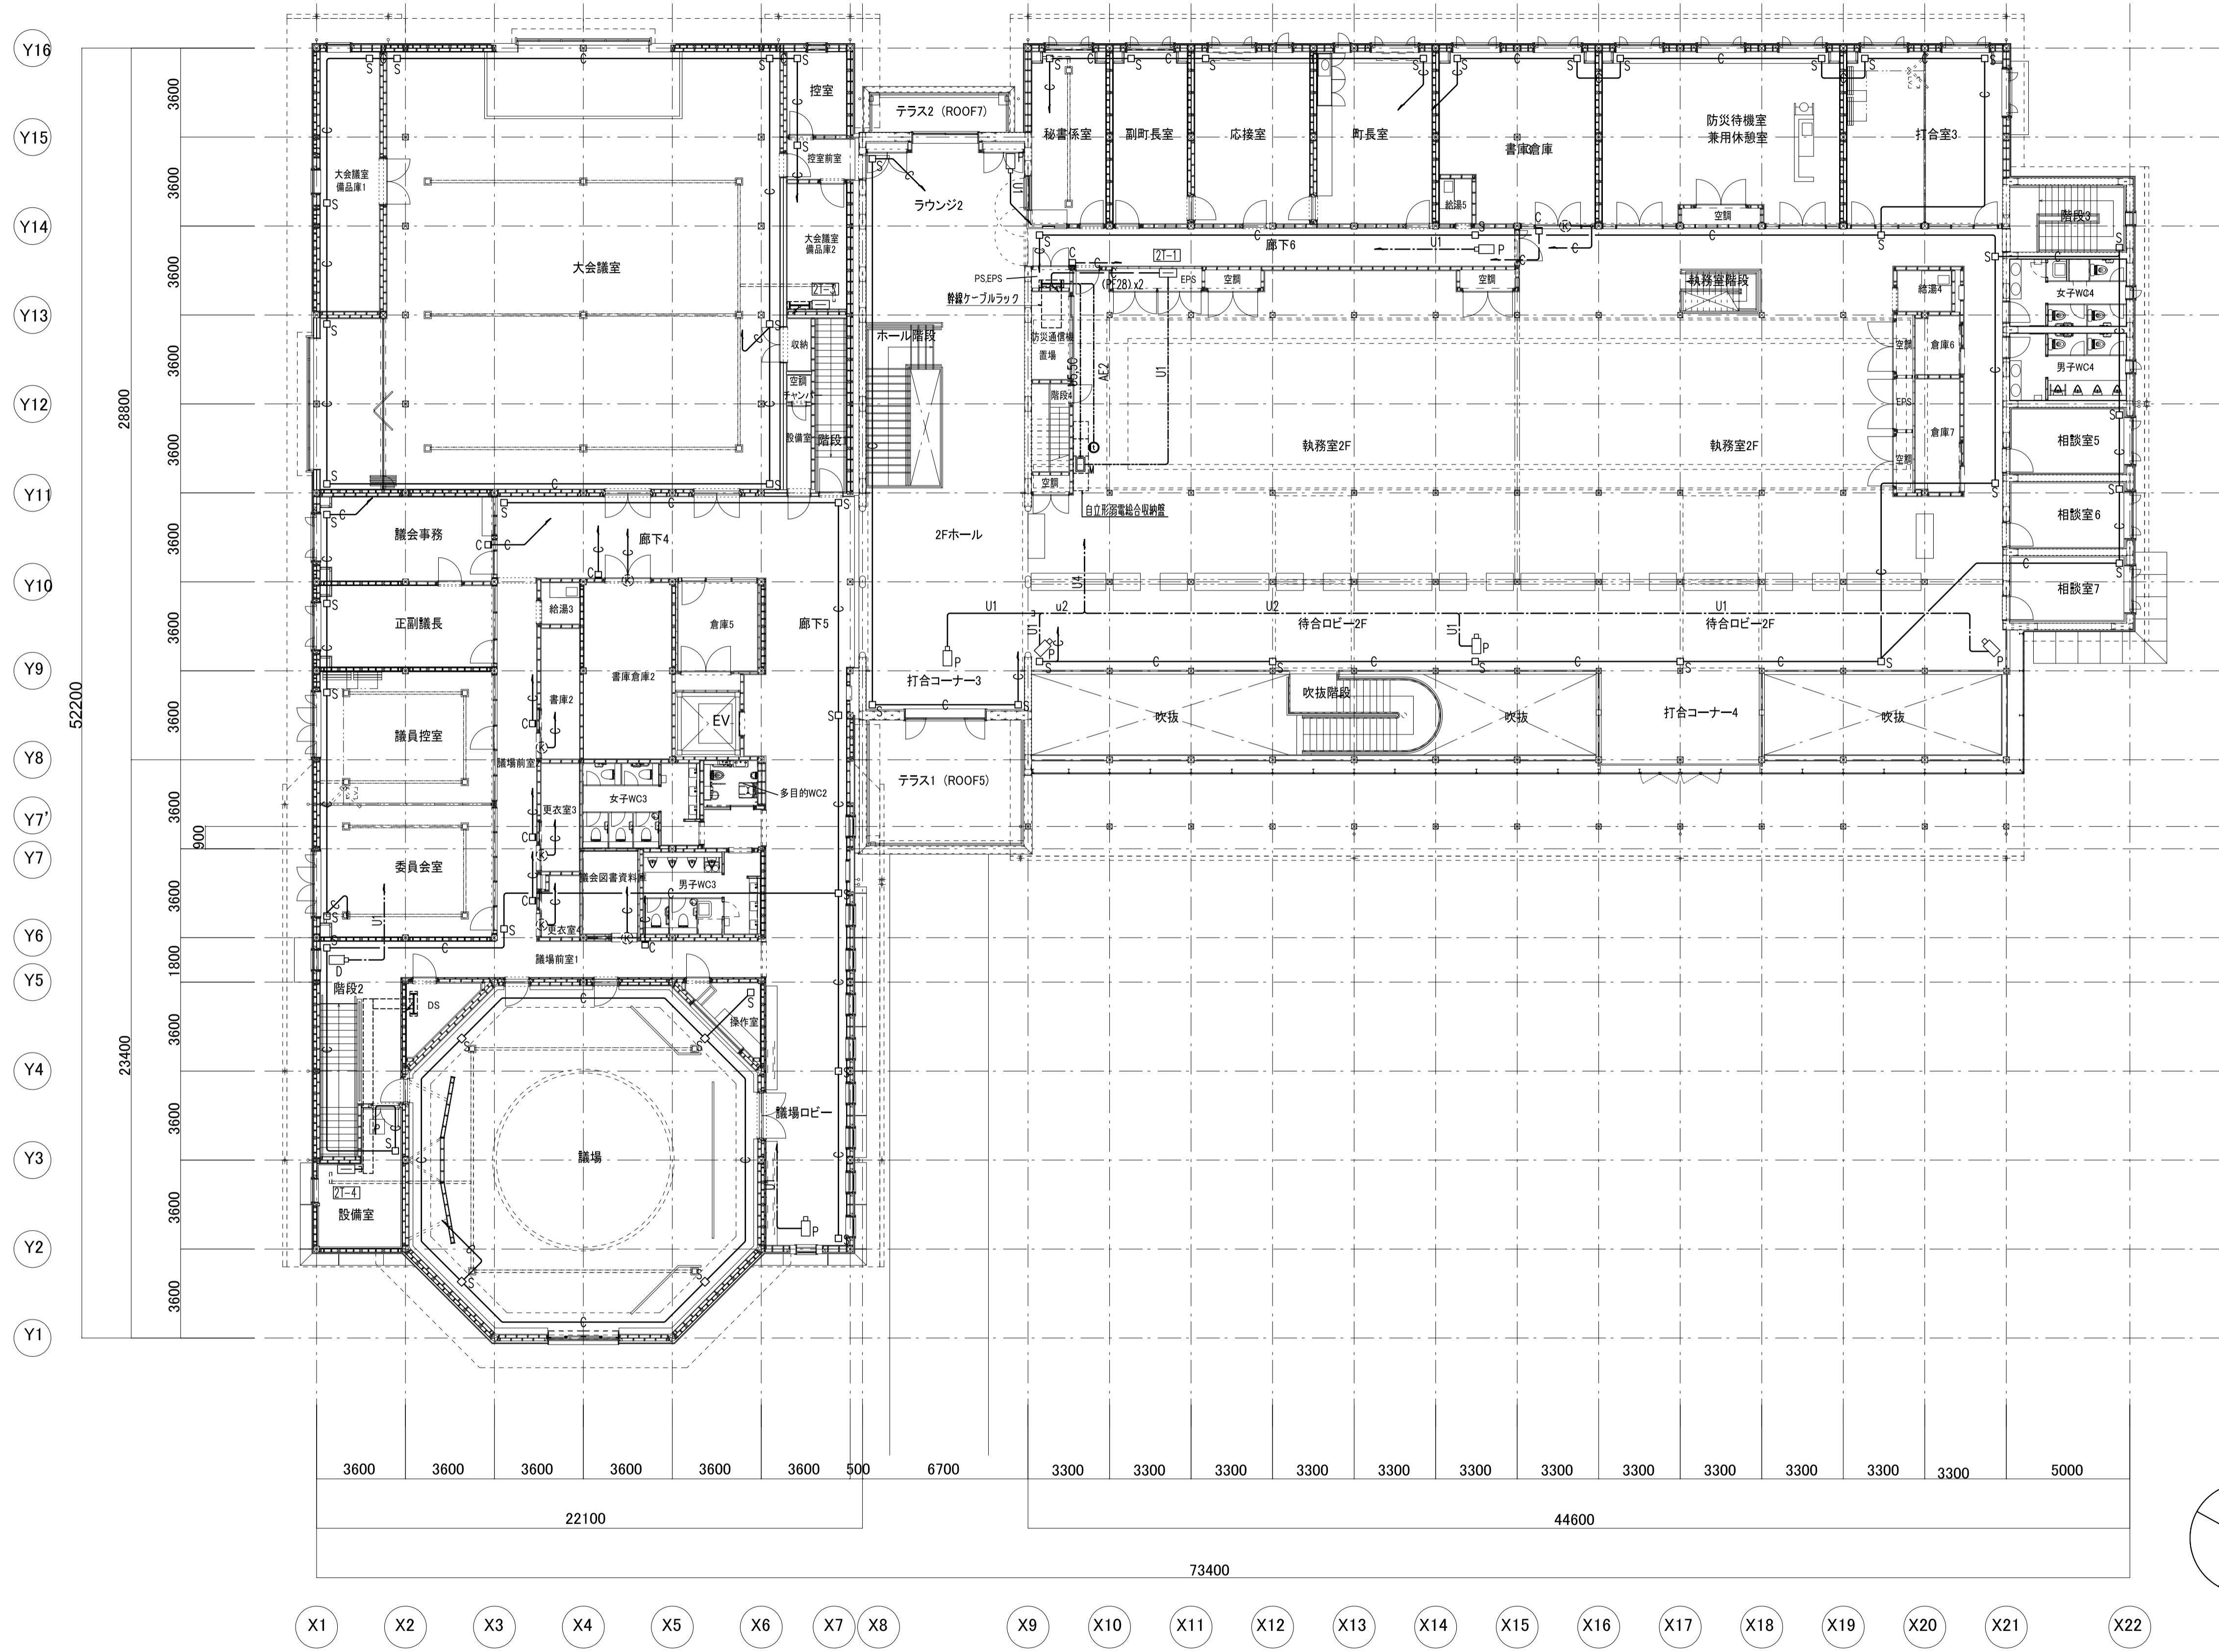 Y16
Y15
Y14
Y13
Y12
Y11
Y10
Y9
Y8
Y7'
Y7
Y6
Y5
Y4
Y3
Y2
Y1
3600
3600
3600
3600
3600
3600
3600
3600
3600
3600
1800
3600
3600
3600
3600
900
28800
23400
52200
控室
控室前室
大会議室
備品庫1
大会議室
大会議室
備品庫2
2T-3
収納
空調
チャンバ
設備室
階段1
テラス2 (ROOF7)
ラウンジ2
ホール階段
2Fホール
打合コーナー3
テラス1 (ROOF5)
秘書係室
副町長室
応接室
町長室
書庫倉庫
給湯5
防災待機室
兼用休憩室
空調
打合室3
階段3
廊下6
2T-1
PS,EPS
幹線ケーブルラック
(PF28)x2
EPS
空調
空調
執務室階段
給湯4
女子WC4
男子WC4
空調
倉庫6
EPS
倉庫7
空調
防災通信機
置場
階段4
空調
AE2
U1
執務室2F
執務室2F
自立形弱電総合収納盤
相談室5
相談室6
相談室7
U4
U1
u2
U2
U1
U1
U1
待合ロビー2F
待合ロビー2F
吹抜
吹抜階段
吹抜
打合コーナー4
吹抜
議会事務
廊下4
正副議長
給湯3
倉庫5
廊下5
書庫2
書庫倉庫2
EV
議員控室
女子WC3
多目的WC2
更衣室3
委員会室
議会図書資料庫
男子WC3
更衣室4
議場前室1
U1
D
階段2
DS
操作室
議場ロビー
議場
2T-4
設備室
U1
P
3600
3600
3600
3600
3600
3600
500
6700
3300
3300
3300
3300
3300
3300
3300
3300
3300
3300
3300
3300
5000
22100
44600
73400
X1
X2
X3
X4
X5
X6
X7
X8
X9
X10
X11
X12
X13
X14
X15
X16
X17
X18
X19
X20
X21
X22